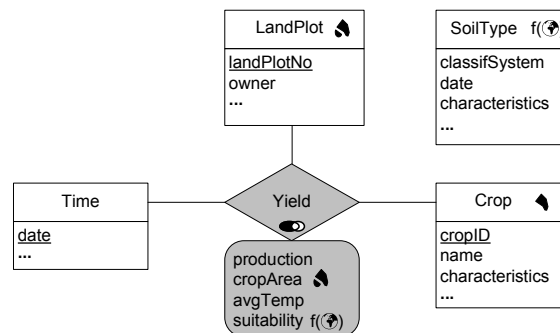 LandPlot
landPlotNo
owner
...
SoilType f(
classifSystem
date
characteristics
...
Time
date
...
Yield
Crop
cropID
name
characteristics
...
production
cropArea
avgTemp
suitability f( )